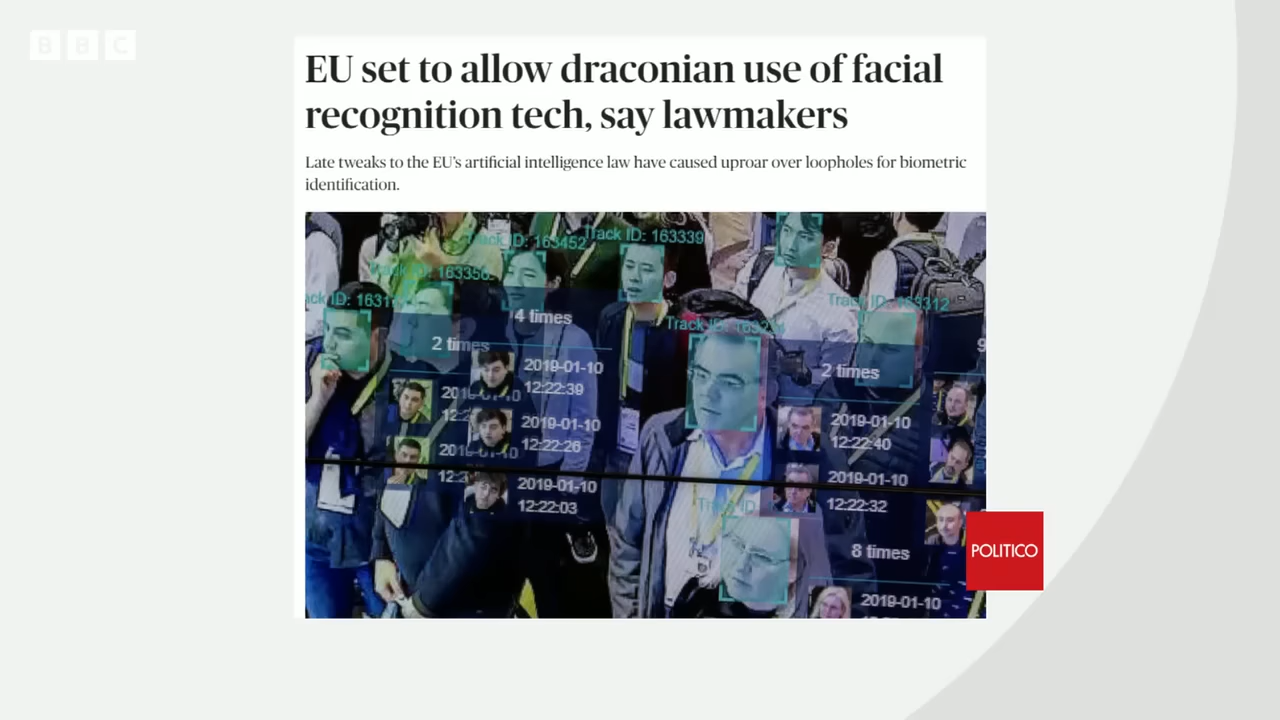 BBC
EU set to allow draconian use of facial
recognition tech, say lawmakers
Late tweaks to the EU's artificial intelligence law have caused uproar over loopholes for biometric
identification.
Track ID: 163452
Track ID: 163339
Track ID: 163312
4 times
2 times
2 times
2019-01-10
12:22:39
2019-01-10
12:22:26
2019-01-10
12:22:03
2019-01-10
12:22:40
2019-01-10
12:22:32
8 times
2019-01-10
POLITICO